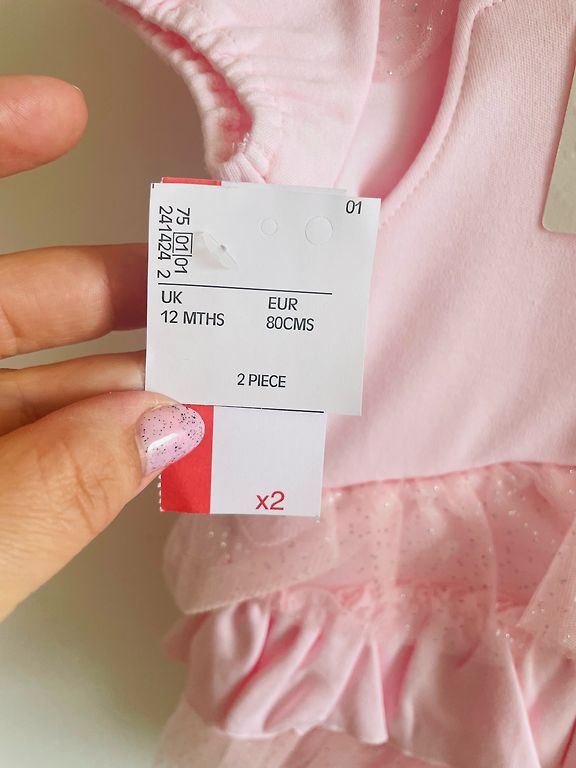 01
75 01 01
241424 2
UK EUR
12 MTHS 80CMS
2 PIECE
x2